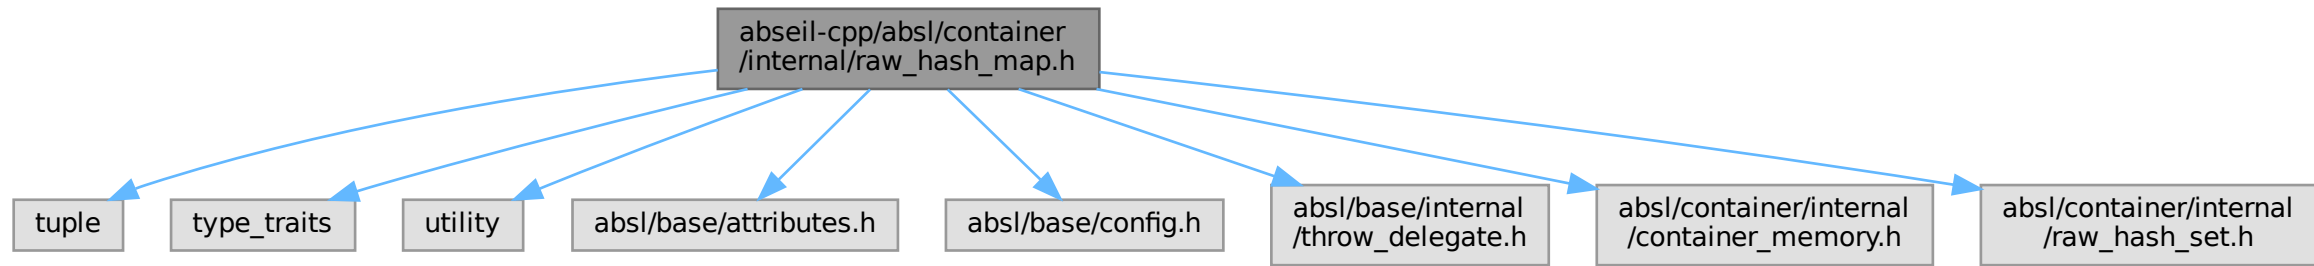 abseil-cpp/absl/container
/internal/raw_hash_map.h
tuple
type_traits
utility
absl/base/attributes.h
absl/base/config.h
absl/base/internal
/throw_delegate.h
absl/container/internal
/container_memory.h
absl/container/internal
/raw_hash_set.h